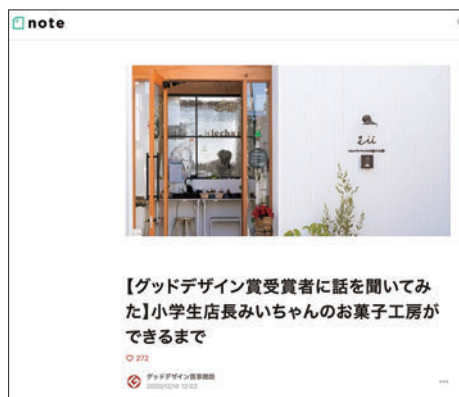 note
【グッドデザイン賞受賞者に話を聞いてみ
た】小学生店長みいちゃんのお菓子工房が
できるまで
272
グッドデザイン賞事務局